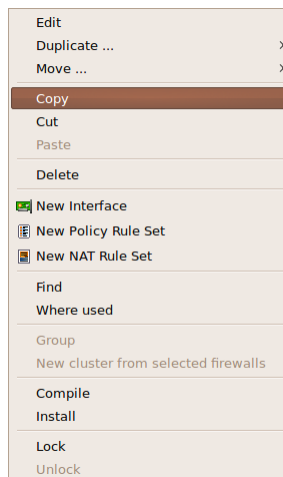 Edit
Duplicate ...
Move ...
Copy
Cut
Paste
Delete
New Interface
New Policy Rule Set
New NAT Rule Set
Find
Where used
Group
New cluster from selected firewalls
Compile
Install
Lock
Unlock